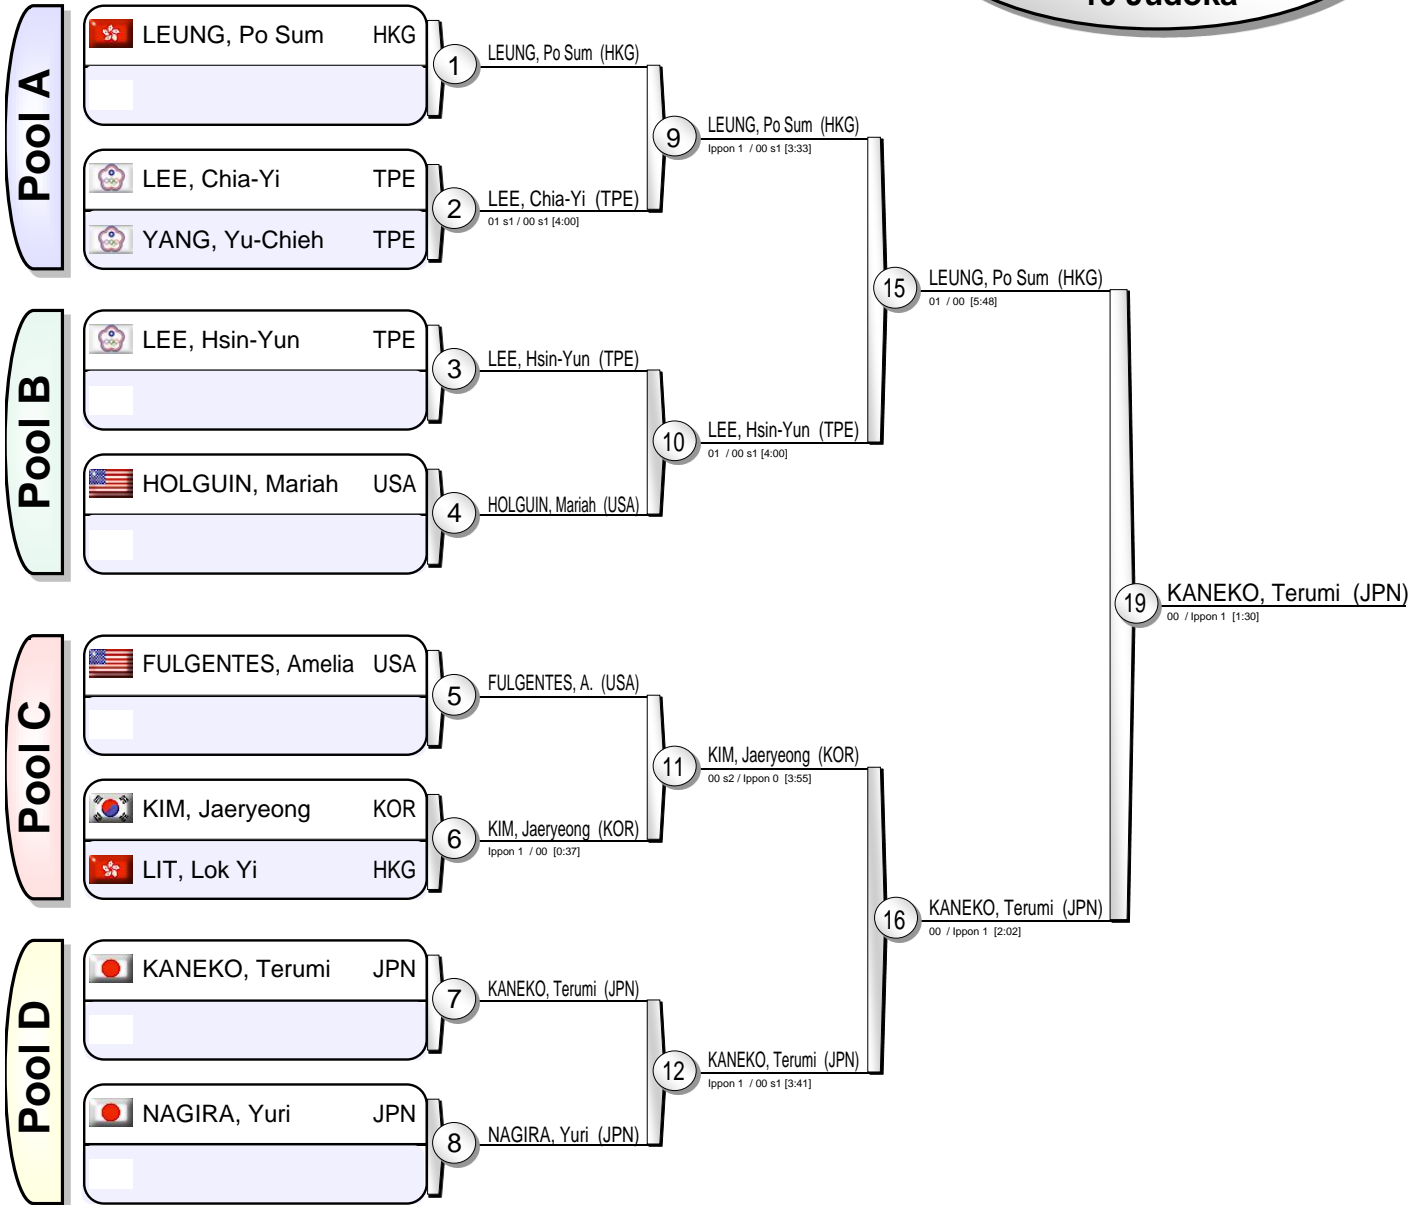 10 Judoka
Pool A
LEUNG, Po Sum HKG
1
LEUNG, Po Sum (HKG)
LEE, Chia-Yi TPE
YANG, Yu-Chieh TPE
2
LEE, Chia-Yi (TPE)
01 s1 / 00 s1 [4:00]
9
LEUNG, Po Sum (HKG)
Ippon 1 / 00 s1 [3:33]
Pool B
LEE, Hsin-Yun TPE
3
LEE, Hsin-Yun (TPE)
HOLGUIN, Mariah USA
4
HOLGUIN, Mariah (USA)
10
LEE, Hsin-Yun (TPE)
01 / 00 s1 [4:00]
15
LEUNG, Po Sum (HKG)
01 / 00 [5:48]
Pool C
FULGENTES, Amelia USA
5
FULGENTES, A. (USA)
KIM, Jaeryeong KOR
LIT, Lok Yi HKG
6
KIM, Jaeryeong (KOR)
Ippon 1 / 00 [0:37]
11
KIM, Jaeryeong (KOR)
00 s2 / Ippon 0 [3:55]
Pool D
KANEKO, Terumi JPN
7
KANEKO, Terumi (JPN)
NAGIRA, Yuri JPN
8
NAGIRA, Yuri (JPN)
12
KANEKO, Terumi (JPN)
Ippon 1 / 00 s1 [3:41]
16
KANEKO, Terumi (JPN)
00 / Ippon 1 [2:02]
19
KANEKO, Terumi (JPN)
00 / Ippon 1 [1:30]